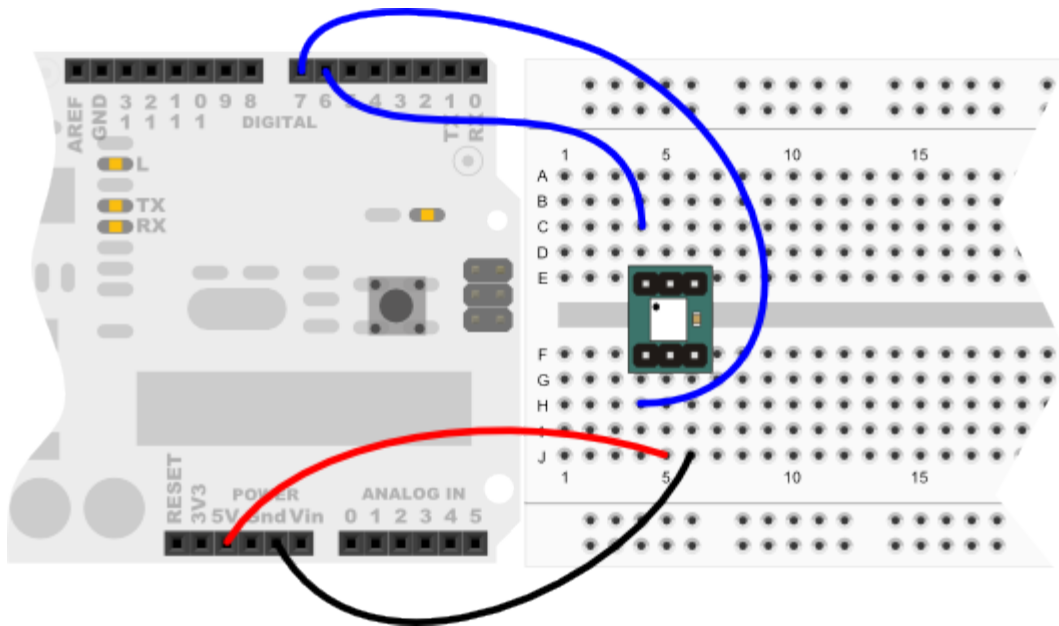 AREF
GND
13
12
11
10
9
8
7
6
5
4
3
2
TX 1
RX 0
DIGITAL
L
TX
RX
RESET
3V3
5V
Gnd
Vin
POWER
ANALOG IN
0 1 2 3 4 5
1 5 10 15
A
B
C
D
E
F
G
H
I
J
1 5 10 15